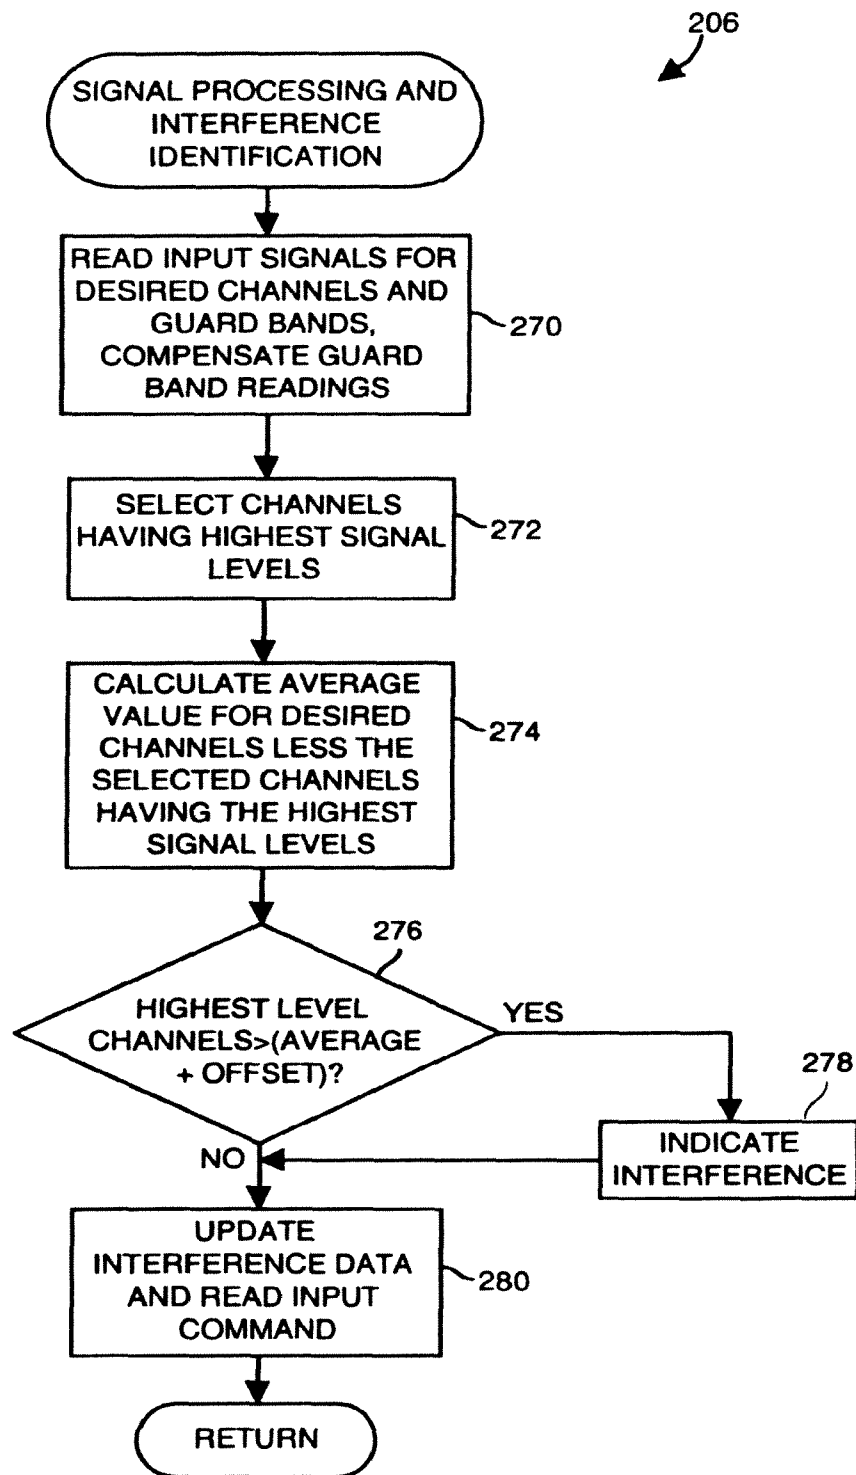 206
SIGNAL PROCESSING AND
INTERFERENCE
IDENTIFICATION
READ INPUT SIGNALS FOR
DESIRED CHANNELS AND
GUARD BANDS,
COMPENSATE GUARD
BAND READINGS
270
SELECT CHANNELS
HAVING HIGHEST SIGNAL
LEVELS
272
CALCULATE AVERAGE
VALUE FOR DESIRED
CHANNELS LESS THE
SELECTED CHANNELS
HAVING THE HIGHEST
SIGNAL LEVELS
274
276
HIGHEST LEVEL
CHANNELS>(AVERAGE
+ OFFSET)?
YES
278
INDICATE
INTERFERENCE
NO
UPDATE
INTERFERENCE DATA
AND READ INPUT
COMMAND
280
RETURN